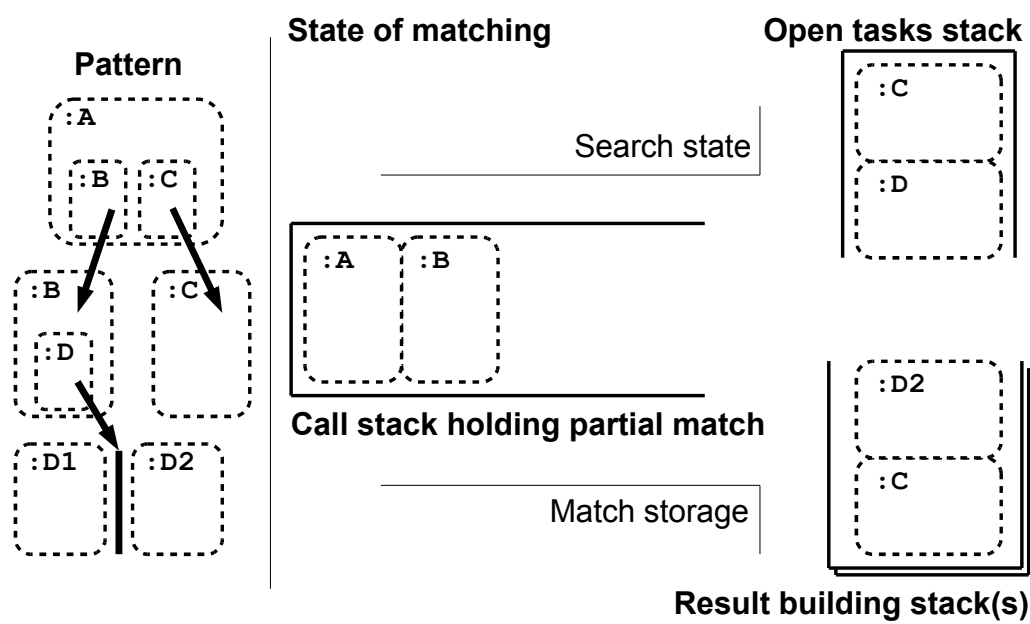 Pattern
:A
:B
:C
:B
:C
:D
:D1
:D2
State of matching
Search state
:A
:B
Call stack holding partial match
Match storage
Open tasks stack
:C
:D
:D2
:C
Result building stack(s)